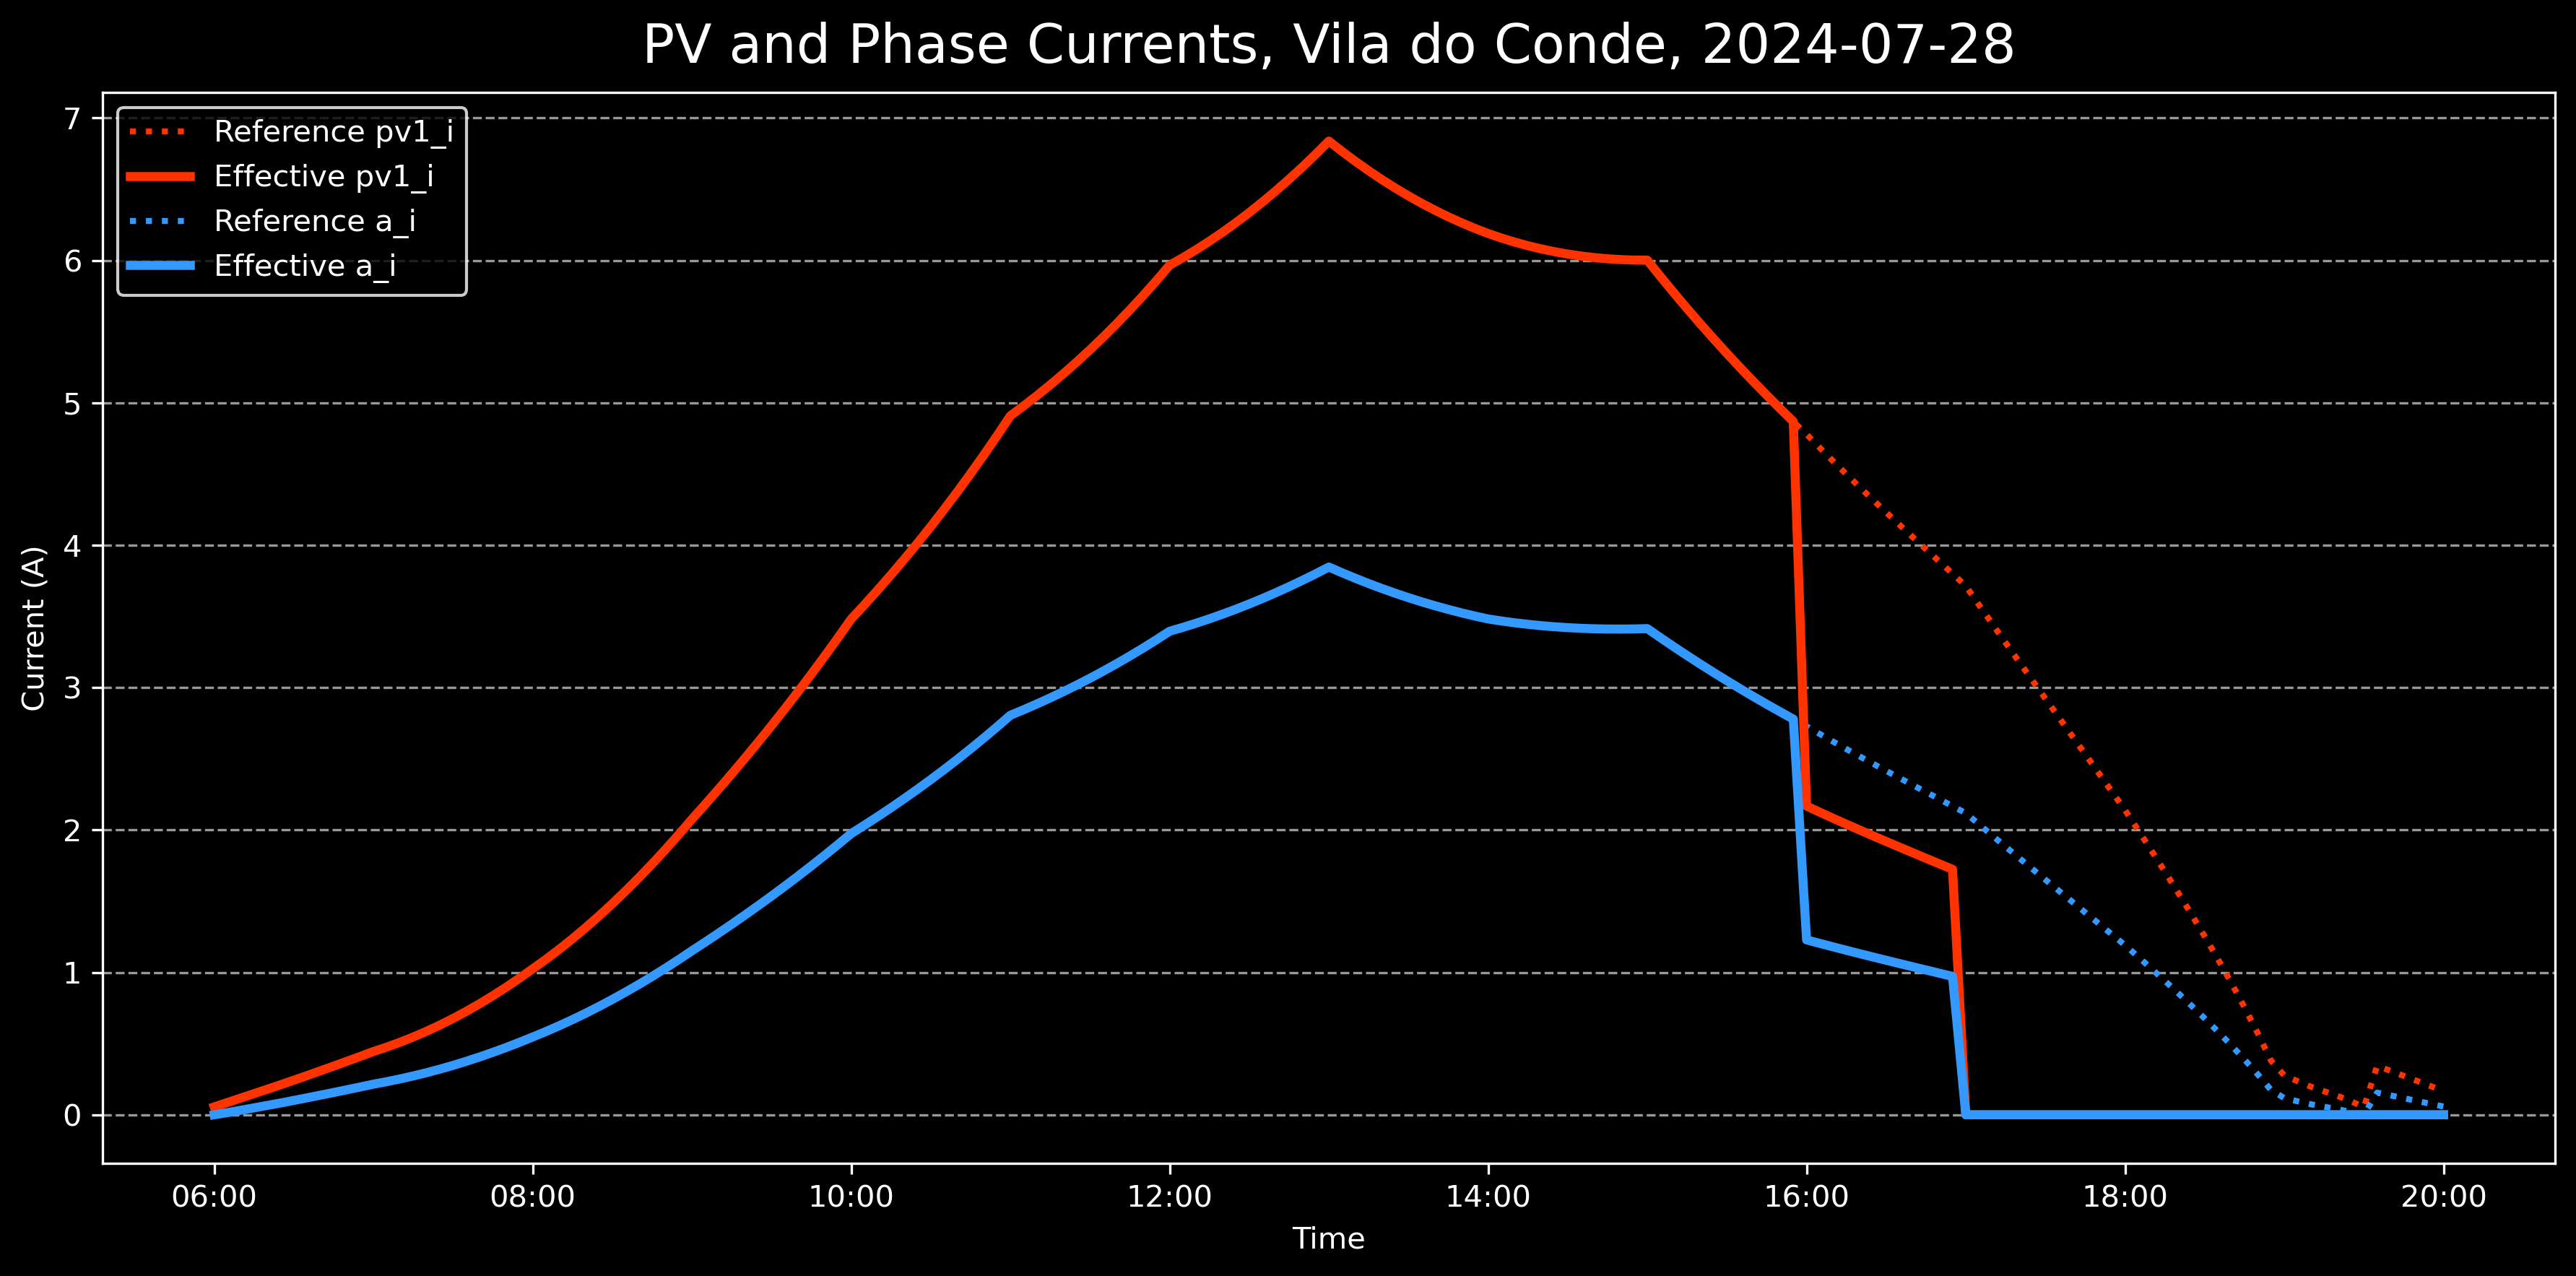 PV and Phase Currents, Vila do Conde, 2024-07-28
Reference pv1_i
Effective pv1_i
Reference a_i
Effective a_i
7
6
5
4
3
2
1
0
Current (A)
06:00 08:00 10:00 12:00 14:00 16:00 18:00 20:00
Time